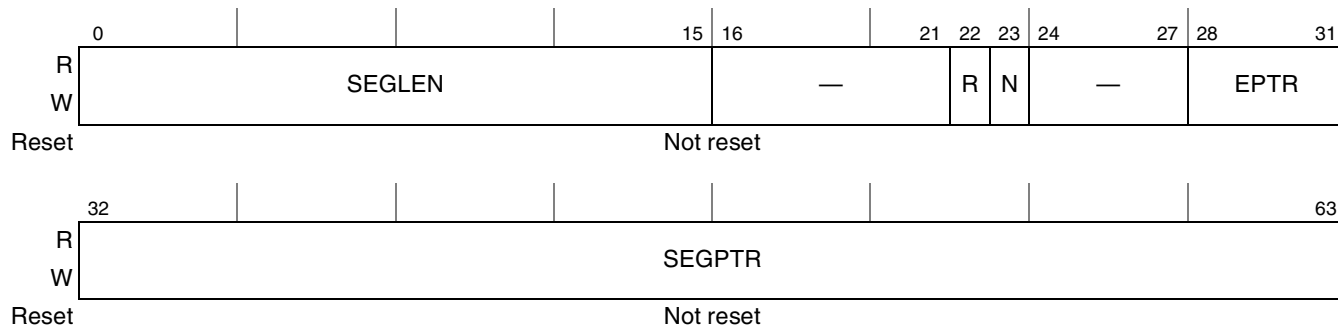 0 15 16 21 22 23 24 27 28 31
R
W
SEGLEN — R N — EPTR
Reset Not reset
32 63
R
W
SEGPTR
Reset Not reset